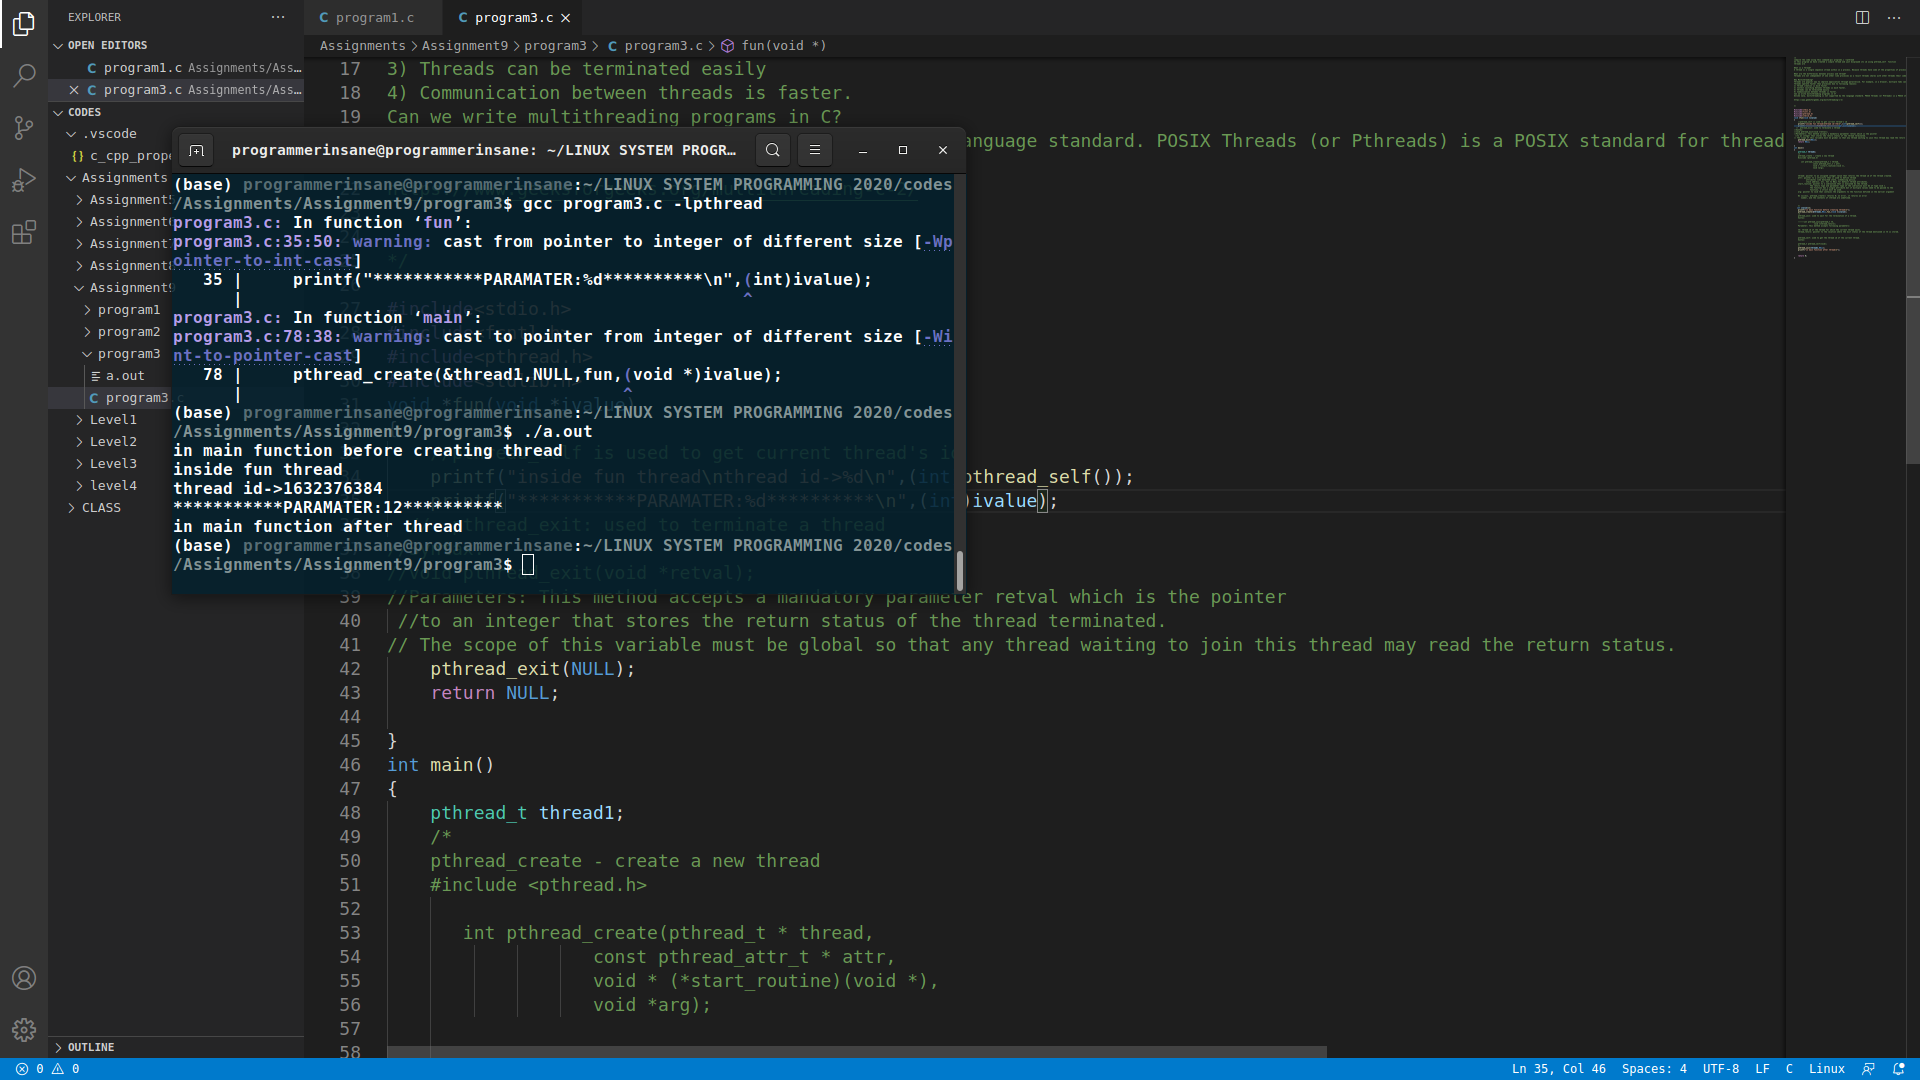 EXPLORER
program1.c
program3.c
OPEN EDITORS
program1.c Assignments/Ass...
program3.c Assignments/Ass...
CODES
.vscode
{} c_cpp_prope
Assignments
Assignment
Assignment
Assignment
Assignment
Assignment9
program1
program2
program3
a.out
program3.c
Level1
Level2
Level3
level4
CLASS
OUTLINE
Assignments > Assignment9 > program3 > C program3.c > fun(void *)
17 3) Threads can be terminated easily
18 4) Communication between threads is faster.
19 Can we write multithreading programs in C?
anguage standard. POSIX Threads (or Pthreads) is a POSIX standard for thread
programmerinsane@programmerinsane: ~/LINUX SYSTEM PROGR...
(base) programmerinsane@programmerinsane:~/LINUX SYSTEM PROGRAMMING 2020/codes
/Assignments/Assignment9/program3$ gcc program3.c -lpthread
program3.c: In function ‘fun’:
program3.c:35:50: warning: cast from pointer to integer of different size [-Wp
ointer-to-int-cast]
35 | printf("***********PARAMATER:%d**********\n",(int)ivalue);
| ^
program3.c: In function ‘main’:
program3.c:78:38: warning: cast to pointer from integer of different size [-Wi
nt-to-pointer-cast]
78 | pthread_create(&thread1,NULL,fun,(void *)ivalue);
| ^
(base) programmerinsane@programmerinsane:~/LINUX SYSTEM PROGRAMMING 2020/codes
/Assignments/Assignment9/program3$ ./a.out
in main function before creating thread
inside fun thread
thread id->1632376384
***********PARAMATER:12**********
in main function after thread
(base) programmerinsane@programmerinsane:~/LINUX SYSTEM PROGRAMMING 2020/codes
/Assignments/Assignment9/program3$
pthread_self());
)ivalue);
39 //Parameters: This method accepts a mandatory parameter retval which is the pointer
40 //to an integer that stores the return status of the thread terminated.
41 // The scope of this variable must be global so that any thread waiting to join this thread may read the return status.
42 pthread_exit(NULL);
43 return NULL;
44
45 }
46 int main()
47 {
48 pthread_t thread1;
49 /*
50 pthread_create - create a new thread
51 #include <pthread.h>
52
53 int pthread_create(pthread_t * thread,
54 const pthread_attr_t * attr,
55 void * (*start_routine)(void *),
56 void *arg);
57
58
0 0
Ln 35, Col 46 Spaces: 4 UTF-8 LF C Linux